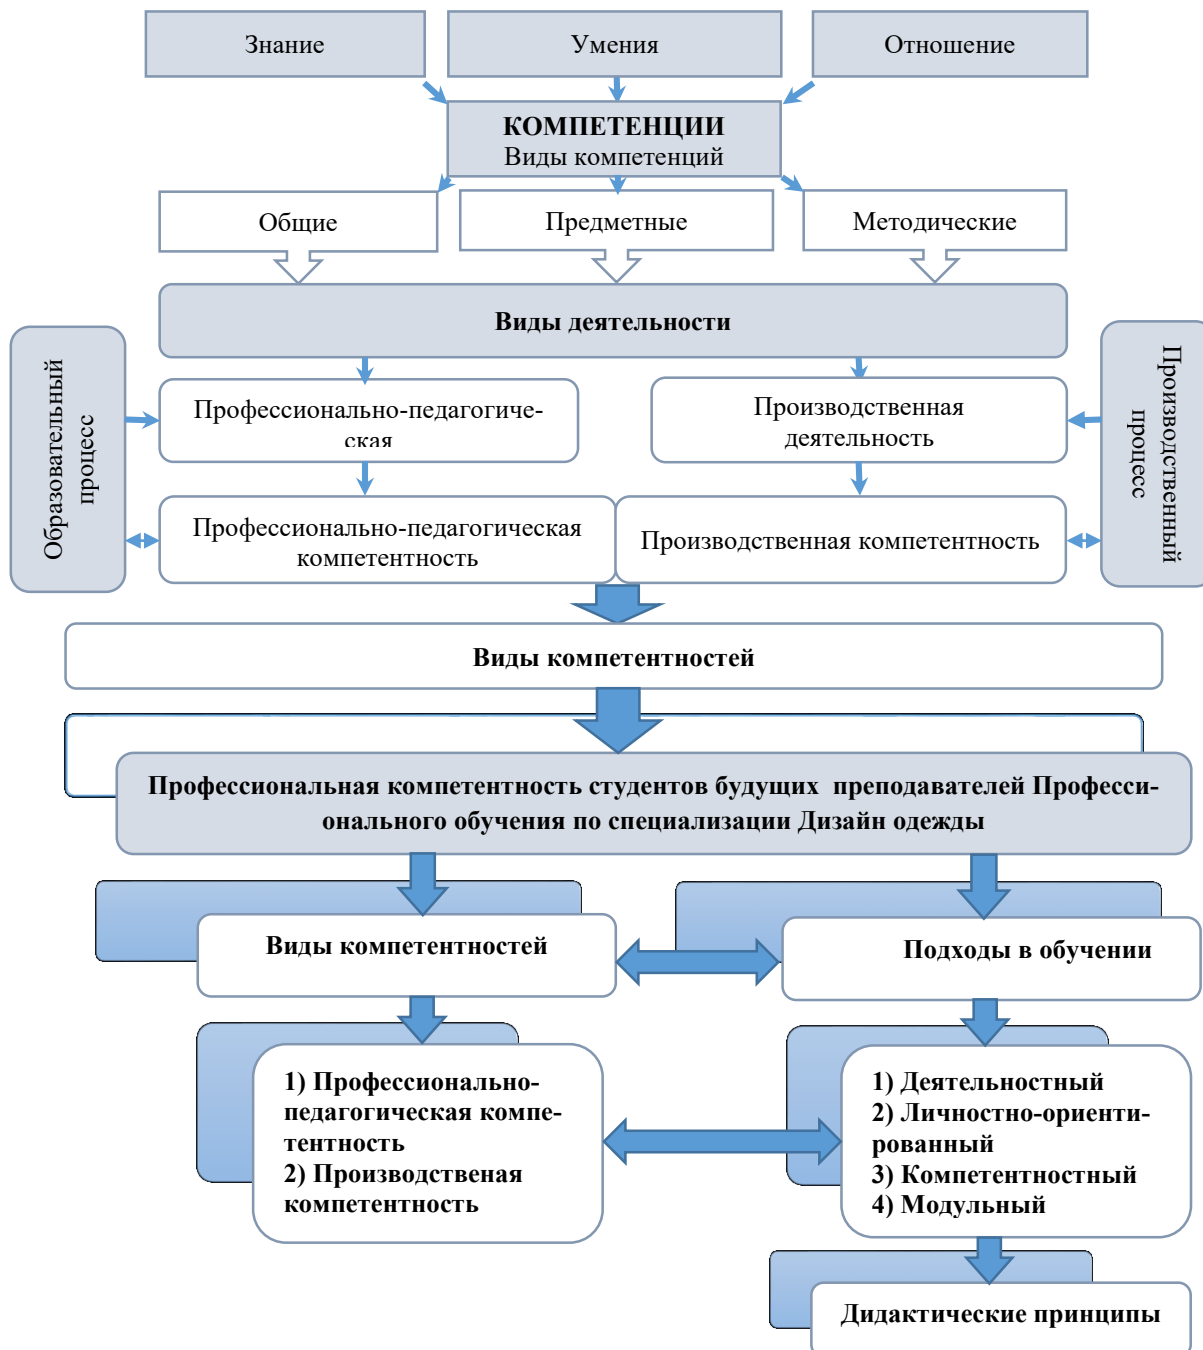 Знание
Умения
Отношение
КОМПЕТЕНЦИИ
Виды компетенций
Общие
Предметные
Методические
Виды деятельности
Образовательный
процесс
Профессионально-педагогиче-
ская
Производственная
деятельность
Производственный
процесс
Профессионально-педагогическая
компетентность
Производственная компетентность
Виды компетентностей
Профессиональная компетентность студентов будущих преподавателей Професси-
онального обучения по специализации Дизайн одежды
Виды компетентностей
Подходы в обучении
1) Профессионально-
педагогическая компе-
тентность
2) Производственая
компетентность
1) Деятельностный
2) Личностно-ориенти-
рованный
3) Компетентностный
4) Модульный
Дидактические принципы